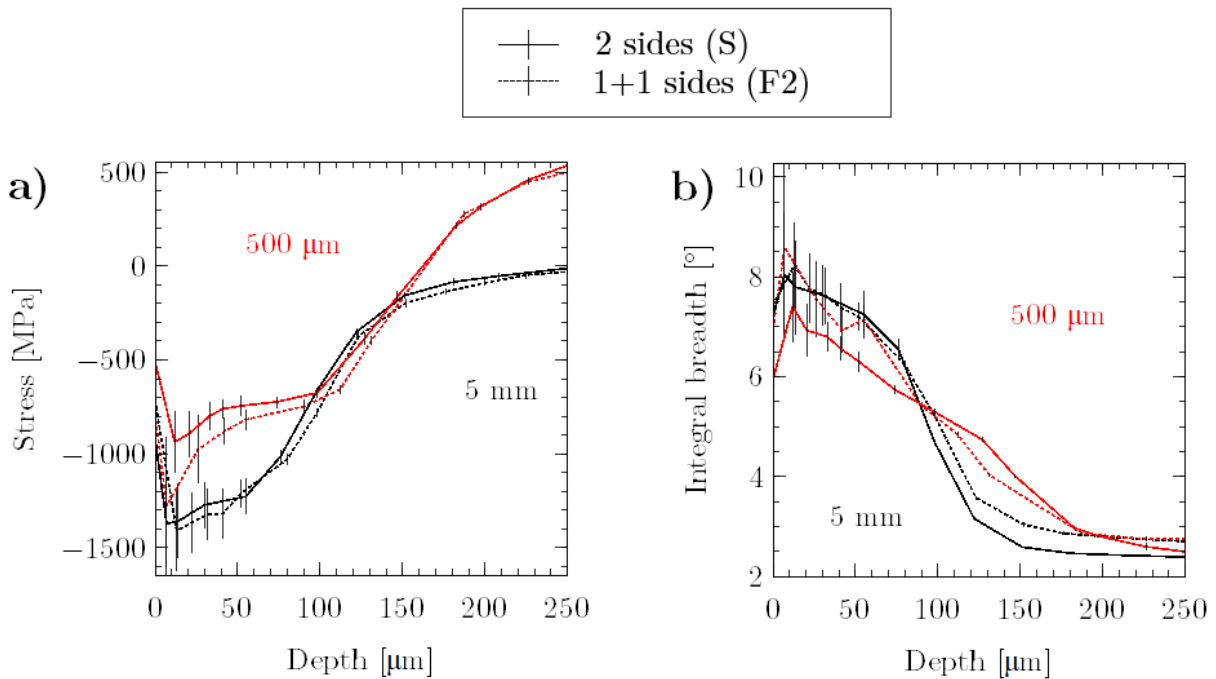 2 sides (S)
1+1 sides (F2)
a)
500
0
−500
−1000
−1500
Stress [MPa]
500 µm
5 mm
0 50 100 150 200 250
Depth [µm]
b)
10
8
6
4
2
Integral breadth [°]
500 µm
5 mm
0 50 100 150 200 250
Depth [µm]